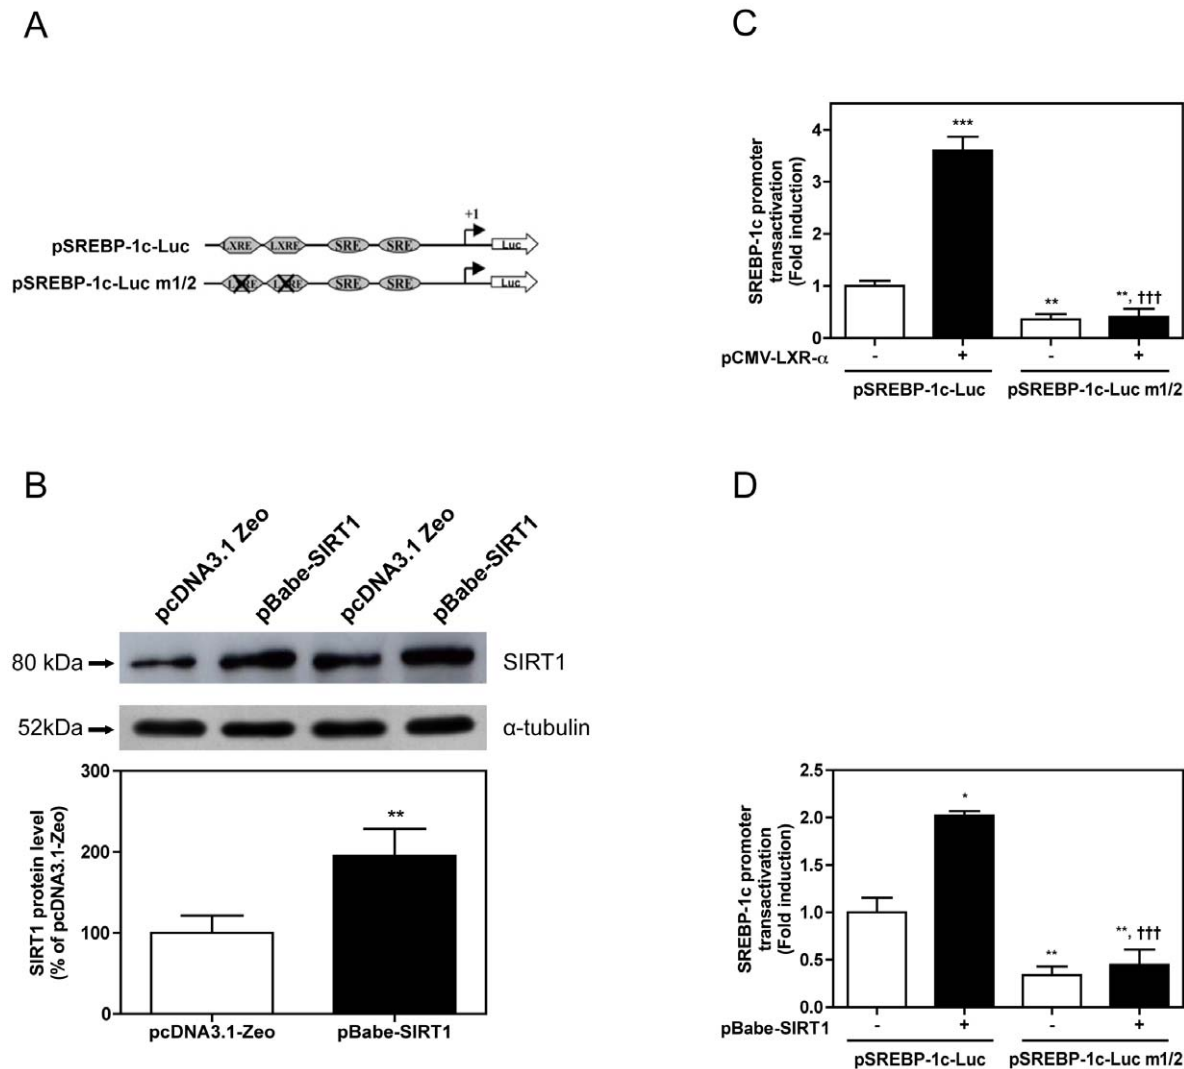 A
+1
pSREBP-1c-Luc
LXRE LXRE SRE SRE Luc
pSREBP-1c-Luc m1/2
LXRE LXRE SRE SRE Luc
B
pcDNA3.1 Zeo
pBabe-SIRT1
pcDNA3.1 Zeo
pBabe-SIRT1
80 kDa
SIRT1
52kDa
α-tubulin
SIRT1 protein level
(% of pcDNA3.1-Zeo)
300
200
100
0
**
pcDNA3.1-Zeo pBabe-SIRT1
C
SREBP-1c promoter
transactivation
(Fold induction)
4
3
2
1
0
***
**
**, †††
pCMV-LXR-α - + - +
pSREBP-1c-Luc pSREBP-1c-Luc m1/2
D
SREBP-1c promoter
transactivation
(Fold induction)
2.5
2.0
1.5
1.0
0.5
0.0
*
**
**, †††
pBabe-SIRT1 - + - +
pSREBP-1c-Luc pSREBP-1c-Luc m1/2